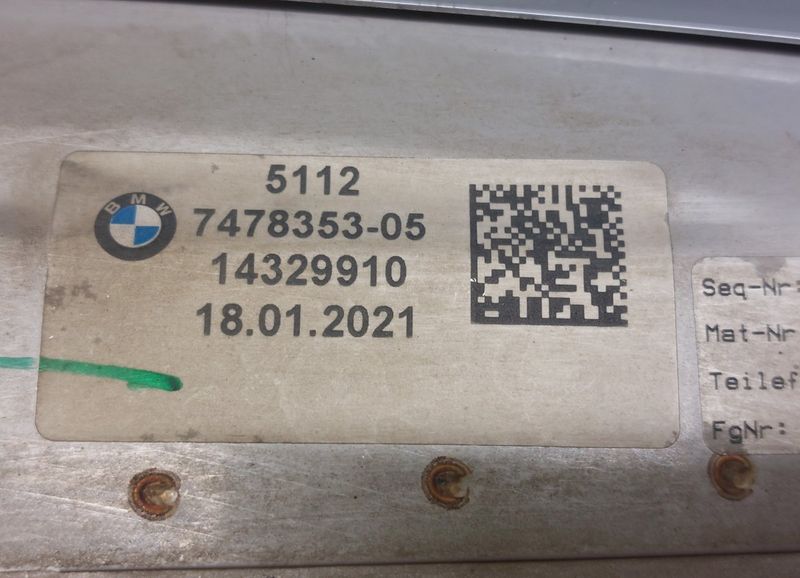 BMW
5112
7478353-05
14329910
18.01.2021
Seq-Nr:
Mat-Nr
Teilef
FgNr: